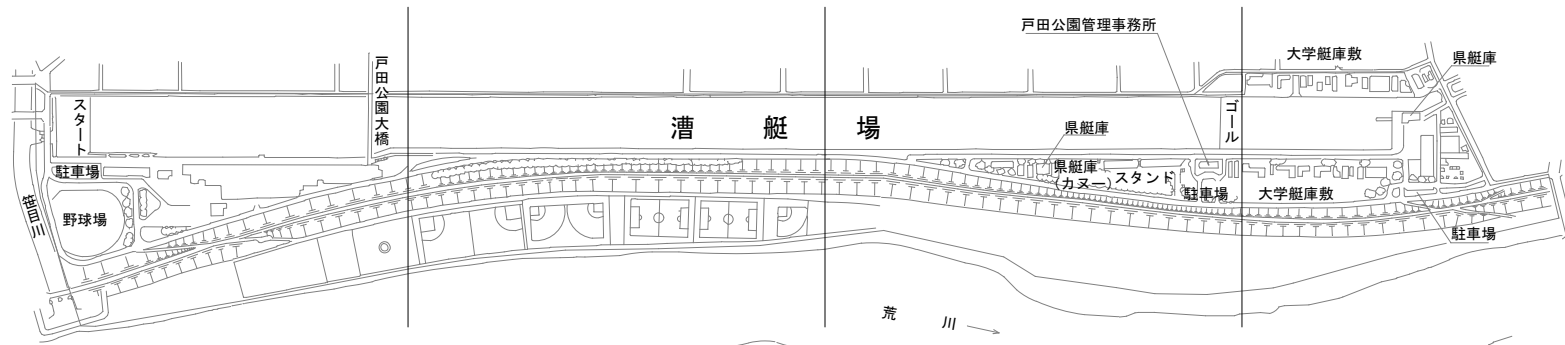 戸田公園管理事務所
大学艇庫敷
県艇庫
戸田公園大橋
スタート
漕艇場
ゴール
県艇庫
駐車場
県艇庫
(カヌー)
スタンド
駐車場
大学艇庫敷
笹目川
野球場
駐車場
荒川